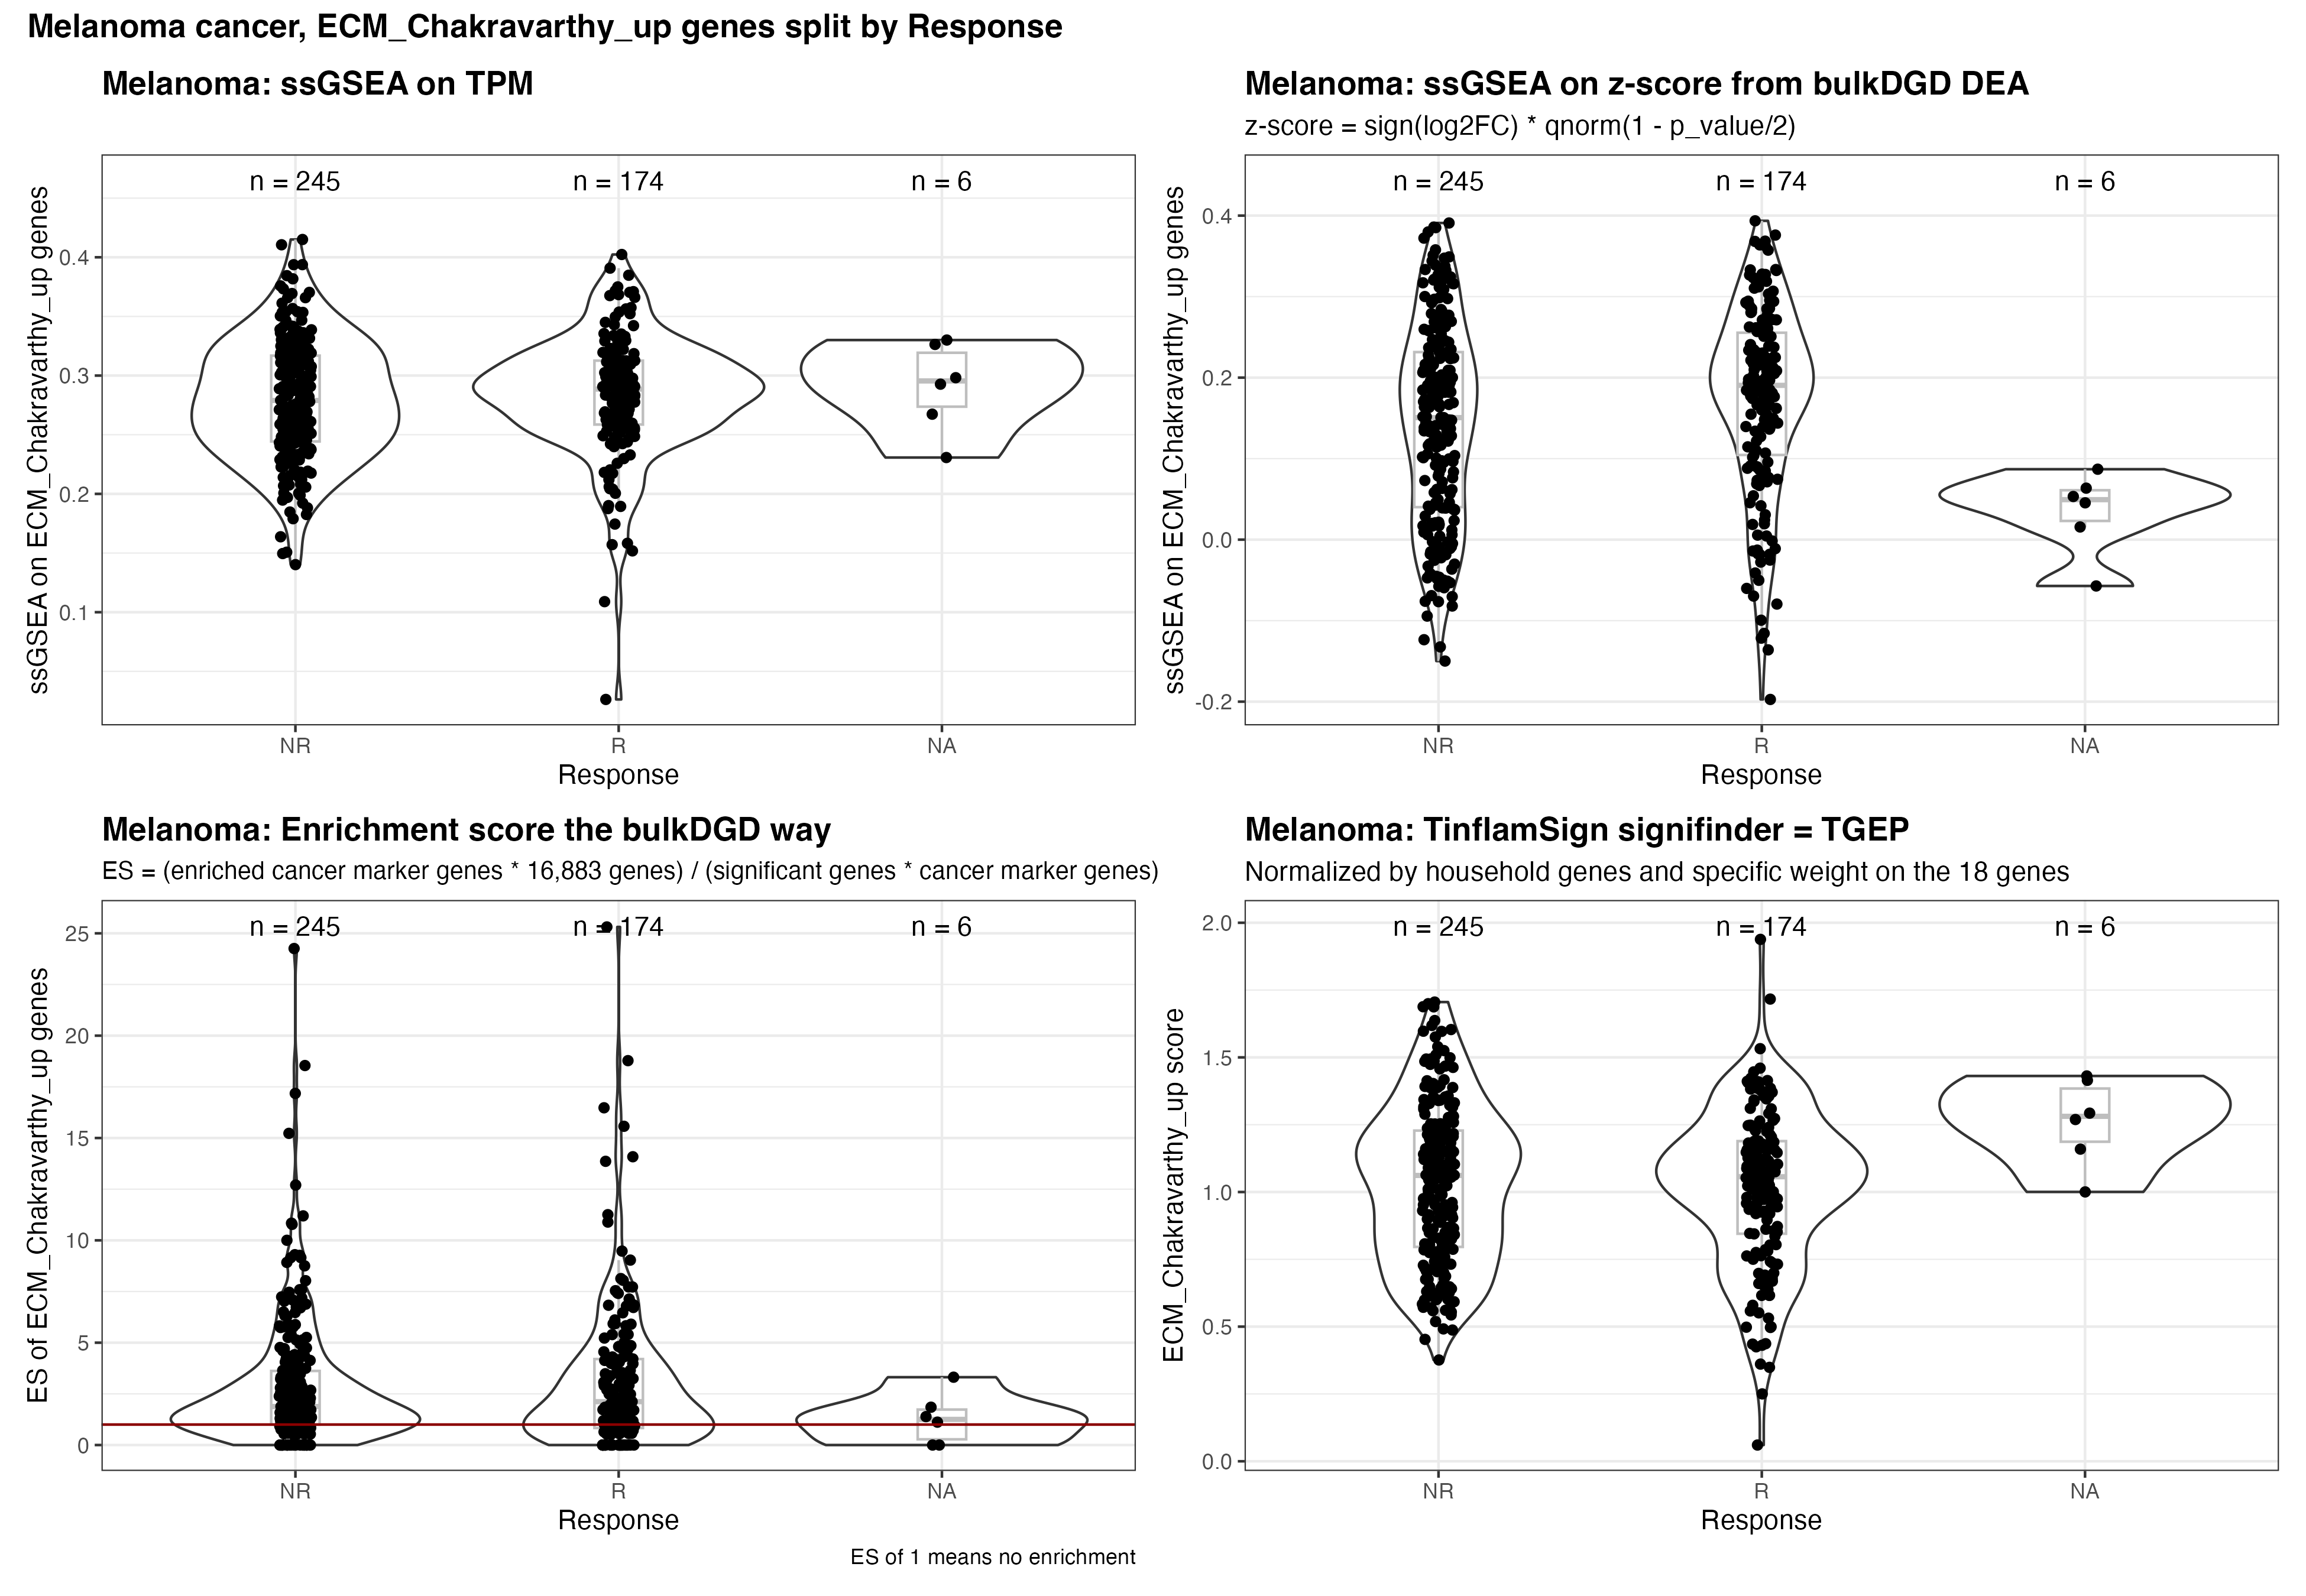 Melanoma cancer, ECM_Chakravarthy_up genes split by Response
Melanoma: ssGSEA on TPM
ssGSEA on ECM_Chakravarthy_up genes
n = 245
n = 174
n = 6
0.4
0.3
0.2
0.1
NR
R
NA
Response
Melanoma: ssGSEA on z-score from bulkDGD DEA
z-score = sign(log2FC) * qnorm(1 - p_value/2)
ssGSEA on ECM_Chakravarthy_up genes
n = 245
n = 174
n = 6
0.4
0.2
0.0
-0.2
NR
R
NA
Response
Melanoma: Enrichment score the bulkDGD way
ES = (enriched cancer marker genes * 16,883 genes) / (significant genes * cancer marker genes)
ES of ECM_Chakravarthy_up genes
n = 245
n = 174
n = 6
25
20
15
10
5
0
NR
R
NA
Response
ES of 1 means no enrichment
Melanoma: TinflamSign signifinder = TGEP
Normalized by household genes and specific weight on the 18 genes
ECM_Chakravarthy_up score
n = 245
n = 174
n = 6
2.0
1.5
1.0
0.5
0.0
NR
R
NA
Response